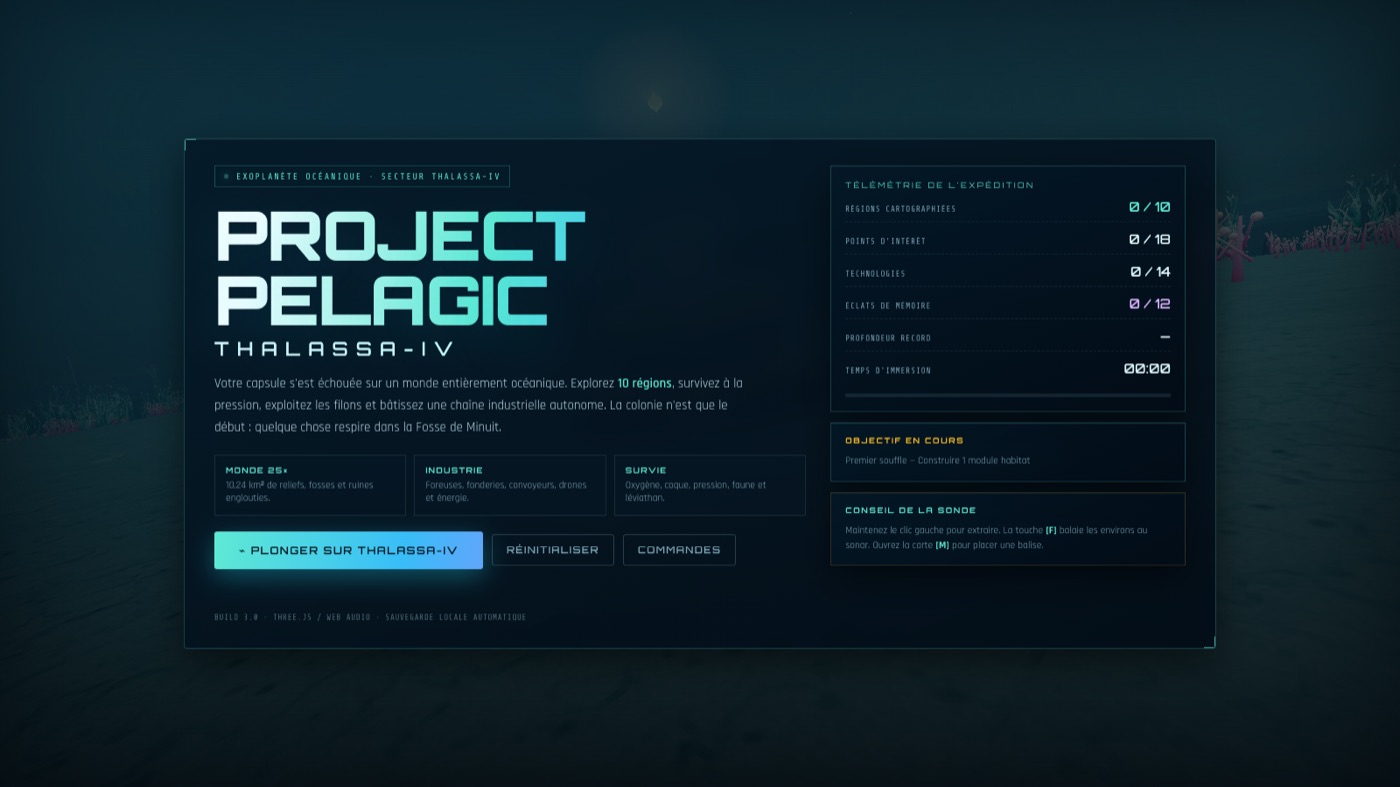 EXOPLANÈTE OCÉANIQUE · SECTEUR THALASSA-IV
PROJECT
PELAGIC
THALASSA-IV
Votre capsule s'est échouée sur un monde entièrement océanique. Explorez 10 régions, survivez à la
pression, exploitez les filons et bâtissez une chaîne industrielle autonome. La colonie n'est que le
début : quelque chose respire dans la Fosse de Minuit.
MONDE 25×
10,24 km² de reliefs, fosses et ruines
englouties.
INDUSTRIE
Foreuses, fonderies, convoyeurs, drones
et énergie.
SURVIE
Oxygène, coque, pression, faune et
léviathan.
PLONGER SUR THALASSA-IV
RÉINITIALISER
COMMANDES
BUILD 3.0 · THREE.JS / WEB AUDIO · SAUVEGARDE LOCALE AUTOMATIQUE
TÉLÉMÉTRIE DE L'EXPÉDITION
RÉGIONS CARTOGRAPHIÉES 0 / 10
POINTS D'INTÉRÊT 0 / 18
TECHNOLOGIES 0 / 14
ÉCLATS DE MÉMOIRE 0 / 12
PROFONDEUR RECORD —
TEMPS D'IMMERSION 00:00
OBJECTIF EN COURS
Premier souffle — Construire 1 module habitat
CONSEIL DE LA SONDE
Maintenez le clic gauche pour extraire. La touche [F] balaie les environs au
sonar. Ouvrez la carte [M] pour placer une balise.